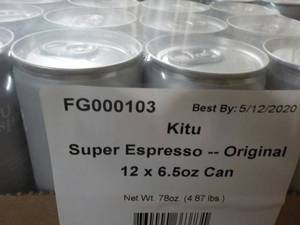 FG000103 Best By: 5/12/2020
Kitu
Super Espresso -- Original
12 x 6.5oz Can
Net Wt. 78oz. (4.87 lbs.)